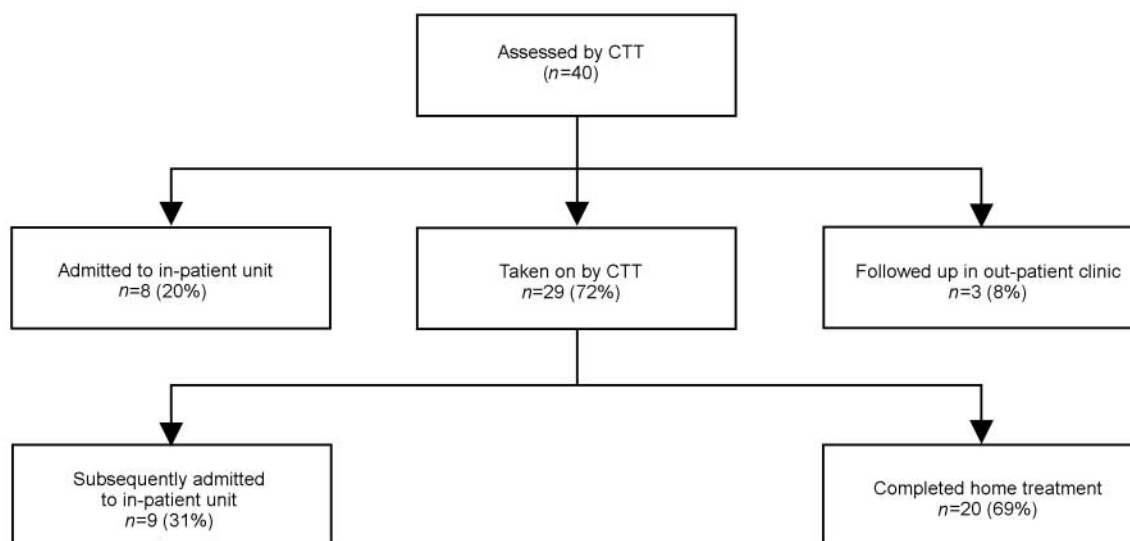 Assessed by CTT
(n=40)
Admitted to in-patient unit
n=8 (20%)
Taken on by CTT
n=29 (72%)
Followed up in out-patient clinic
n=3 (8%)
Subsequently admitted
to in-patient unit
n=9 (31%)
Completed home treatment
n=20 (69%)